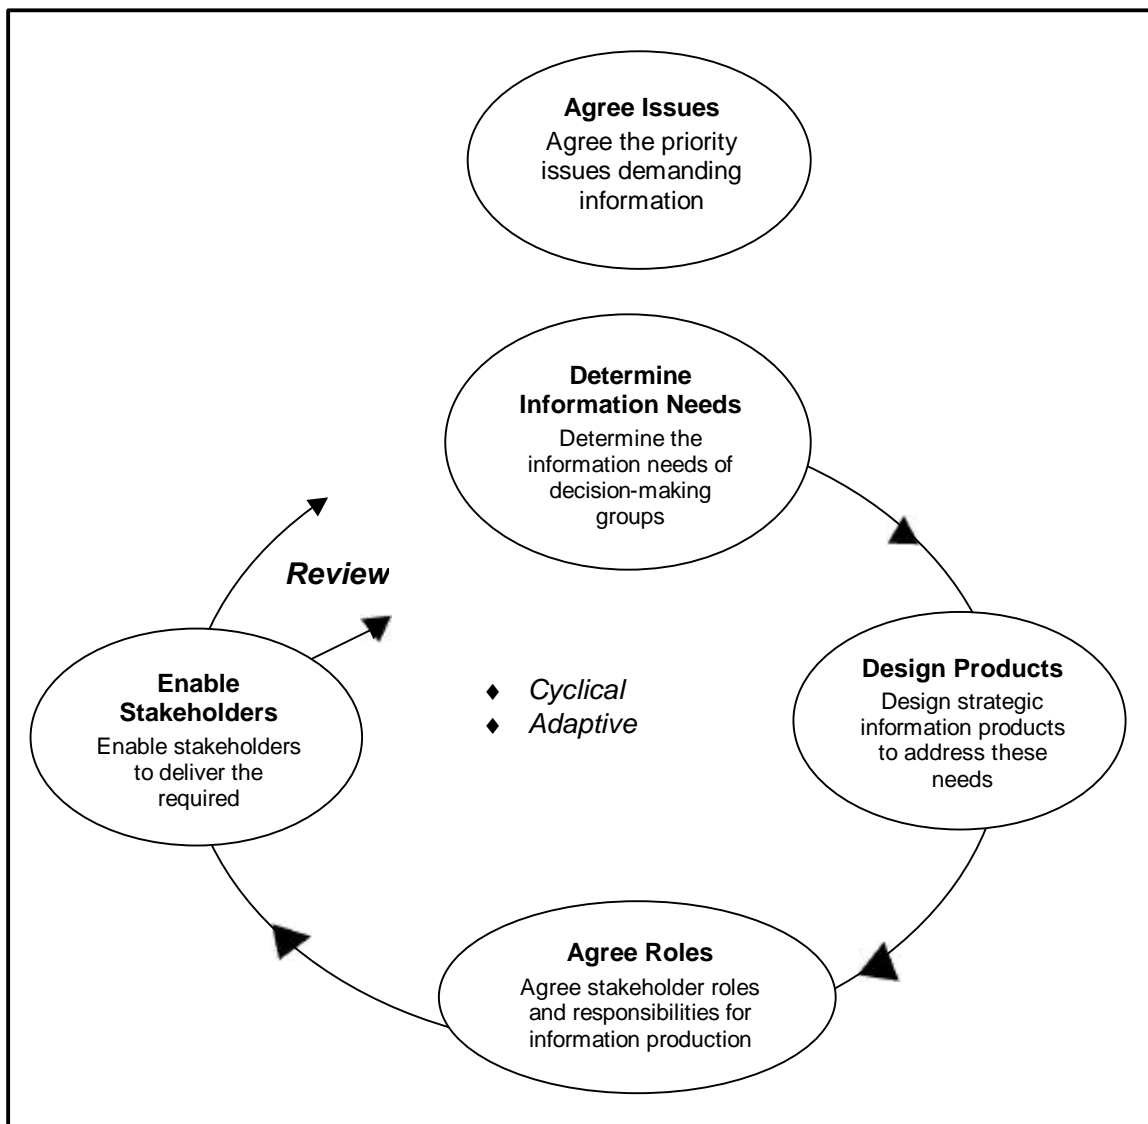 Agree Issues
Agree the priority
issues demanding
information
Determine
Information Needs
Determine the
information needs of
decision-making
groups
Review
Design Products
Design strategic
information products
to address these
needs
Enable
Stakeholders
Enable stakeholders
to deliver the
required
♦ Cyclical
♦ Adaptive
Agree Roles
Agree stakeholder roles
and responsibilities for
information production